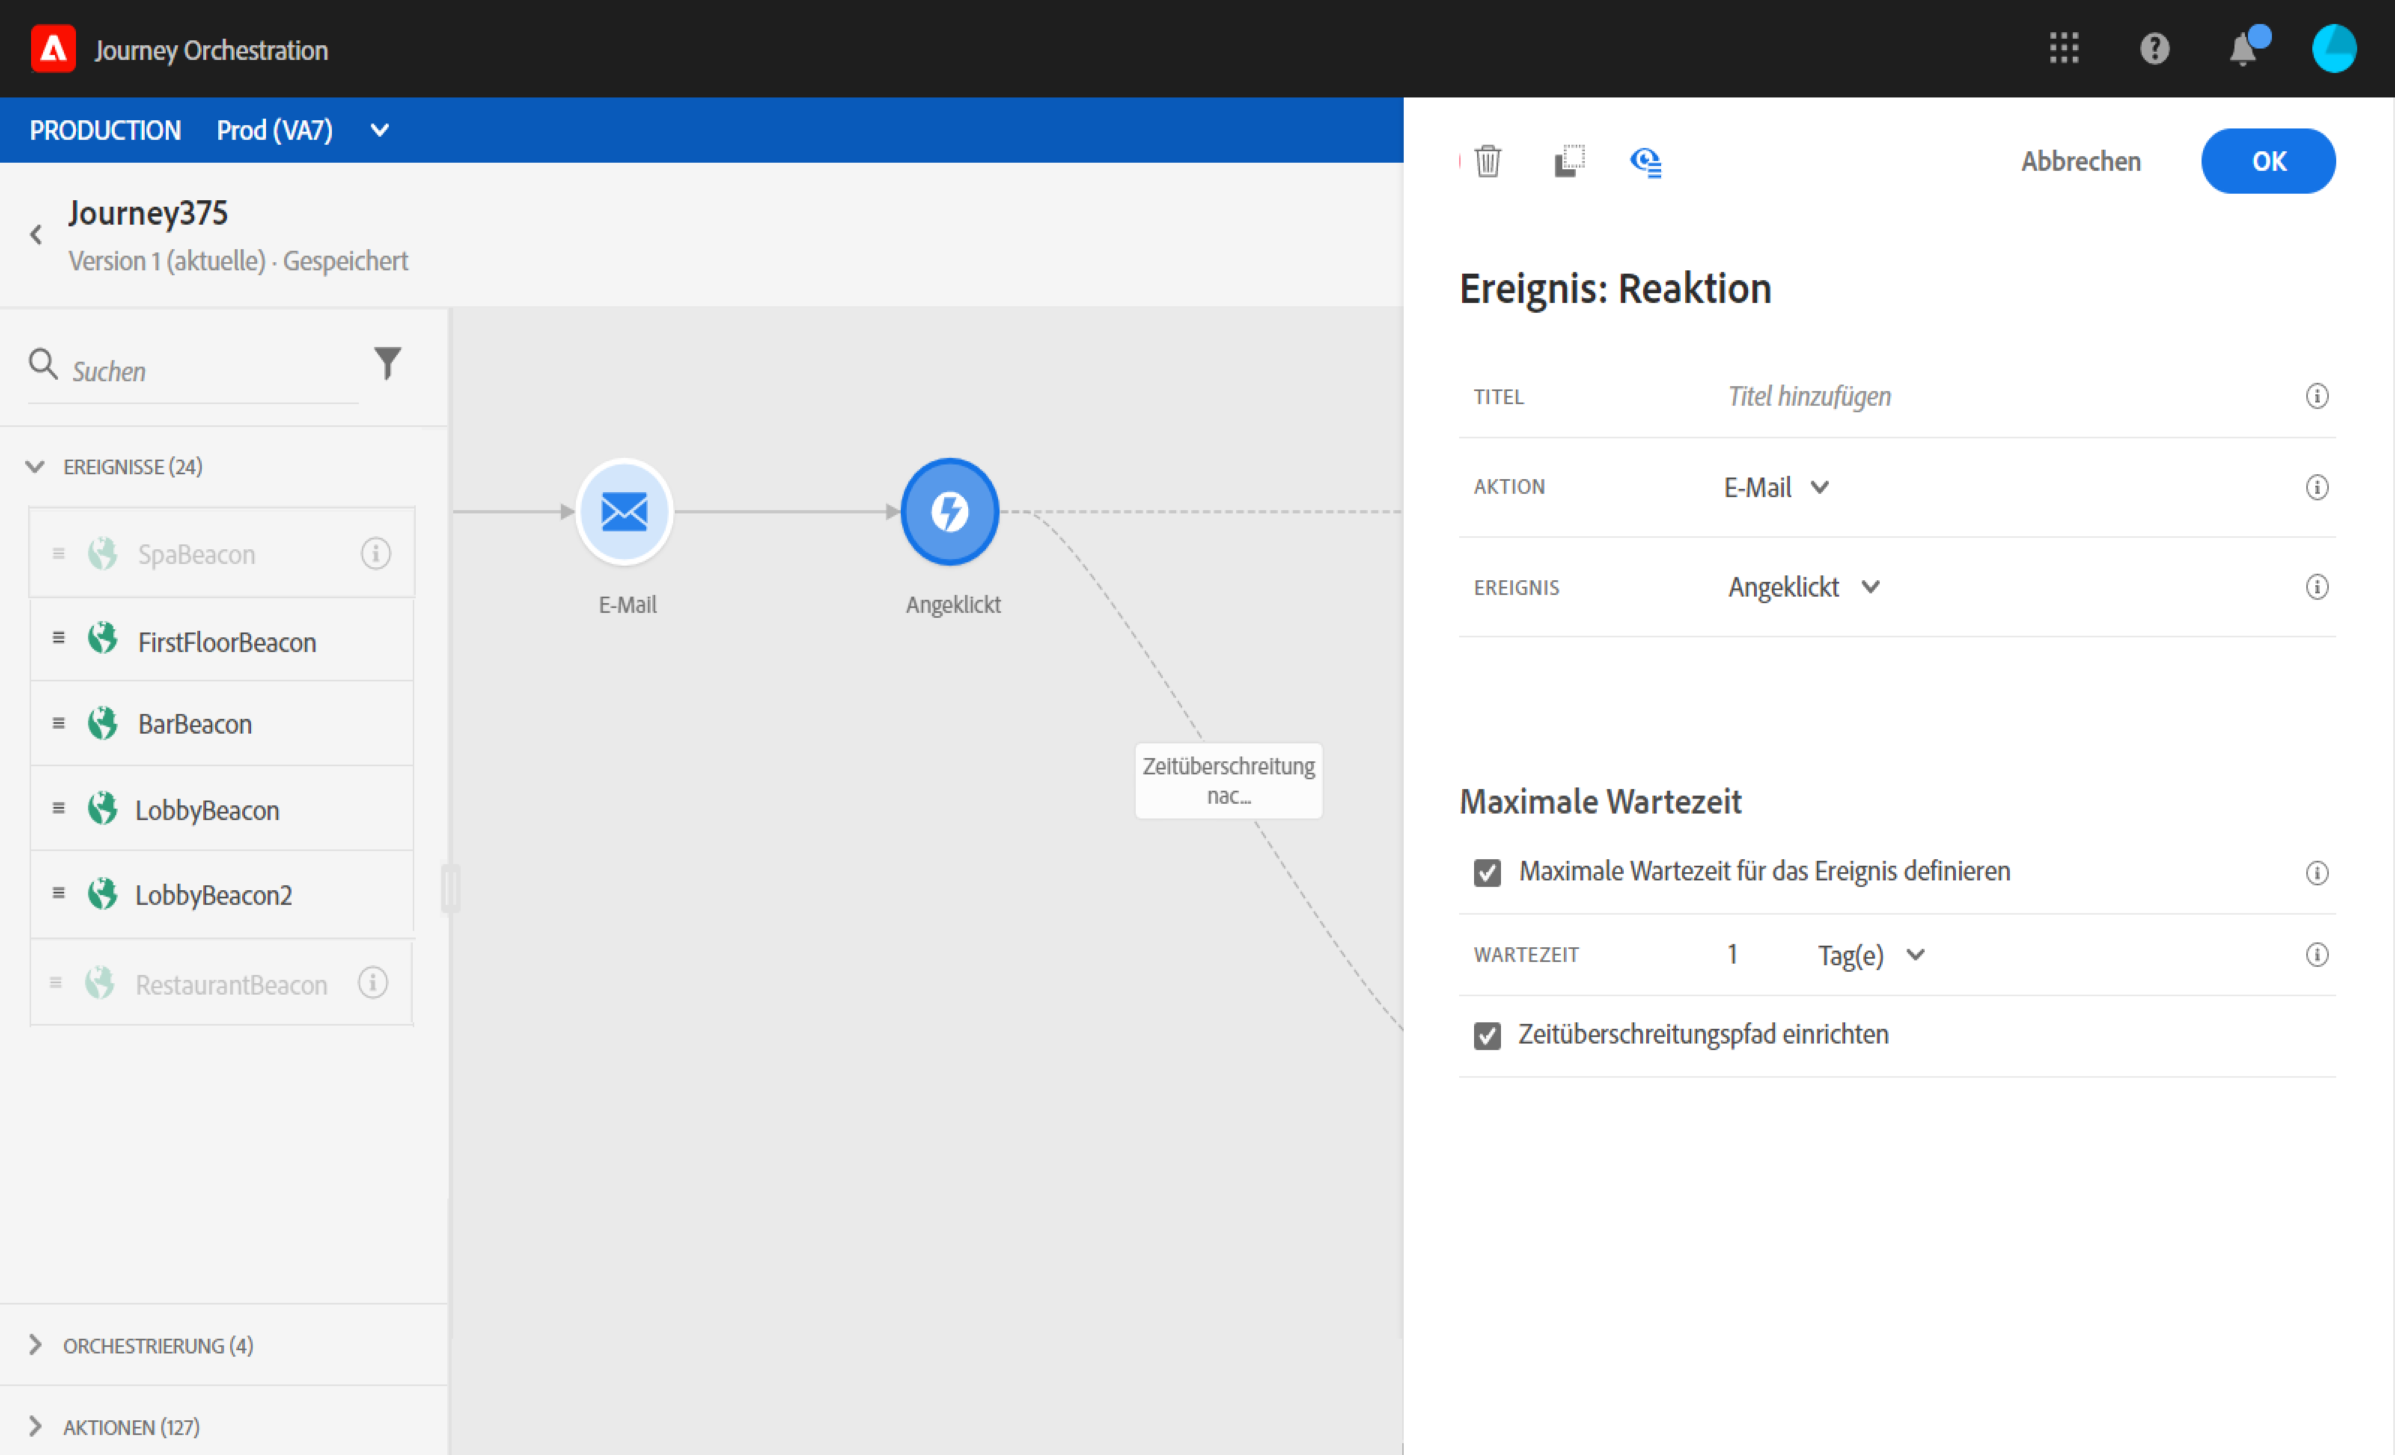 Journey Orchestration
PRODUCTION Prod (VA7)
Journey375
Version 1 (aktuelle) · Gespeichert
Suchen
EREIGNISSE (24)
SpaBeacon
FirstFloorBeacon
BarBeacon
LobbyBeacon
LobbyBeacon2
RestaurantBeacon
ORCHESTRIERUNG (4)
AKTIONEN (127)
E-Mail
Angeklickt
Zeitüberschreitung
nac...
Abbrechen OK
Ereignis: Reaktion
TITEL Titel hinzufügen
AKTION E-Mail
EREIGNIS Angeklickt
Maximale Wartezeit
Maximale Wartezeit für das Ereignis definieren
WARTEZEIT 1 Tag(e)
Zeitüberschreitungspfad einrichten